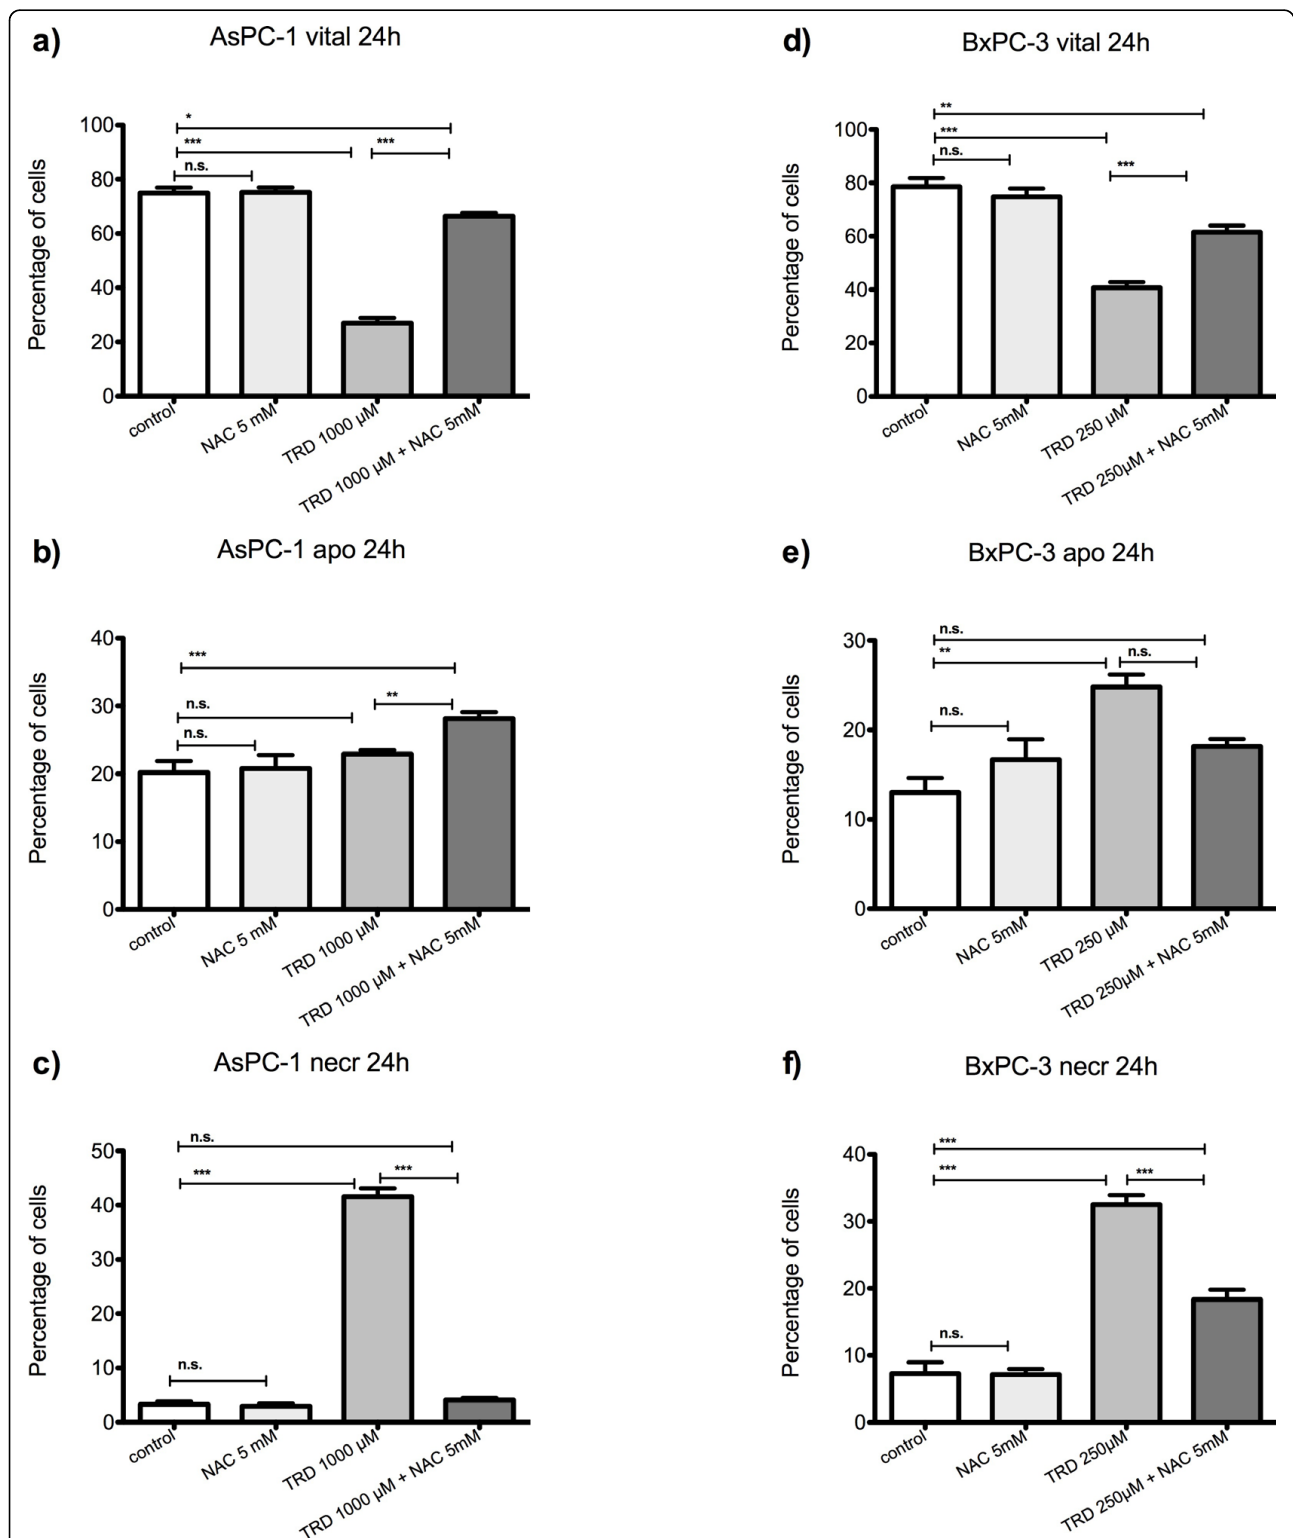 a)
AsPC-1 vital 24h
Percentage of cells
100
80
60
40
20
0
*
***
***
n.s.
control
NAC 5 mM
TRD 1000 µM
TRD 1000 µM + NAC 5mM
d)
BxPC-3 vital 24h
Percentage of cells
100
80
60
40
20
0
**
***
n.s.
***
control
NAC 5mM
TRD 250 µM
TRD 250µM + NAC 5mM
b)
AsPC-1 apo 24h
Percentage of cells
40
30
20
10
0
***
n.s.
**
n.s.
control
NAC 5 mM
TRD 1000 µM
TRD 1000 µM + NAC 5mM
e)
BxPC-3 apo 24h
Percentage of cells
30
20
10
0
n.s.
**
n.s.
n.s.
control
NAC 5mM
TRD 250 µM
TRD 250µM + NAC 5mM
c)
AsPC-1 necr 24h
Percentage of cells
50
40
30
20
10
0
n.s.
***
***
n.s.
control
NAC 5 mM
TRD 1000 µM
TRD 1000 µM + NAC 5mM
f)
BxPC-3 necr 24h
Percentage of cells
40
30
20
10
0
***
***
***
n.s.
control
NAC 5mM
TRD 250µM
TRD 250µM + NAC 5mM